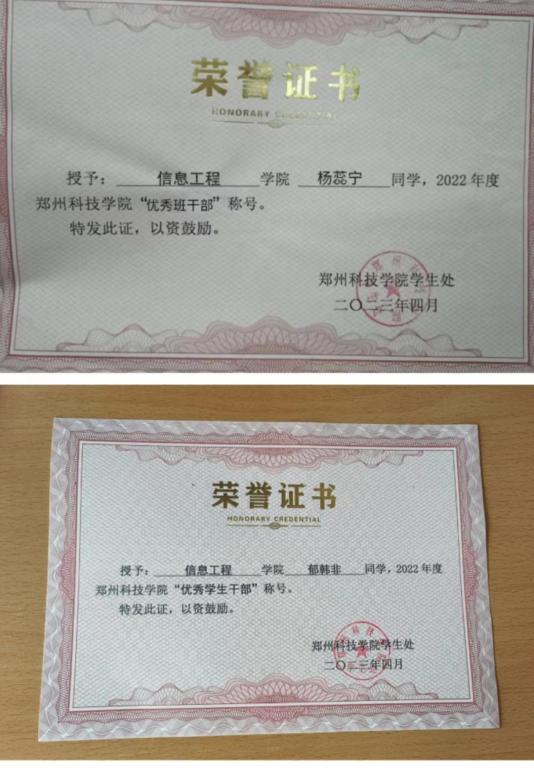 荣誉证书
HONORARY CREDENTIAL
授予：信息工程学院 杨蕊宁同学，2022年度
郑州科技学院“优秀班干部”称号。
特发此证，以资鼓励。
郑州科技学院学生处
二〇二三年四月
荣誉证书
HONORARY CREDENTIAL
授予：信息工程学院 郁韩非同学，2022年度
郑州科技学院“优秀学生干部”称号。
特发此证，以资鼓励。
郑州科技学院学生处
二〇二三年四月